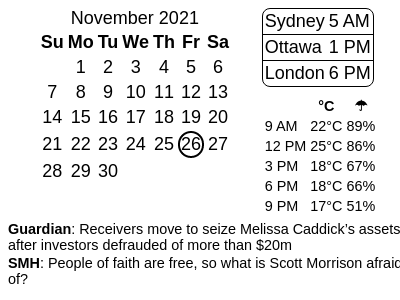 November 2021
Su Mo Tu We Th Fr Sa
1 2 3 4 5 6
7 8 9 10 11 12 13
14 15 16 17 18 19 20
21 22 23 24 25 26 27
28 29 30
Sydney 5 AM
Ottawa 1 PM
London 6 PM
°C ☂
9 AM 22°C 89%
12 PM 25°C 86%
3 PM 18°C 67%
6 PM 18°C 66%
9 PM 17°C 51%
Guardian: Receivers move to seize Melissa Caddick's assets
after investors defrauded of more than $20m
SMH: People of faith are free, so what is Scott Morrison afraid
of?